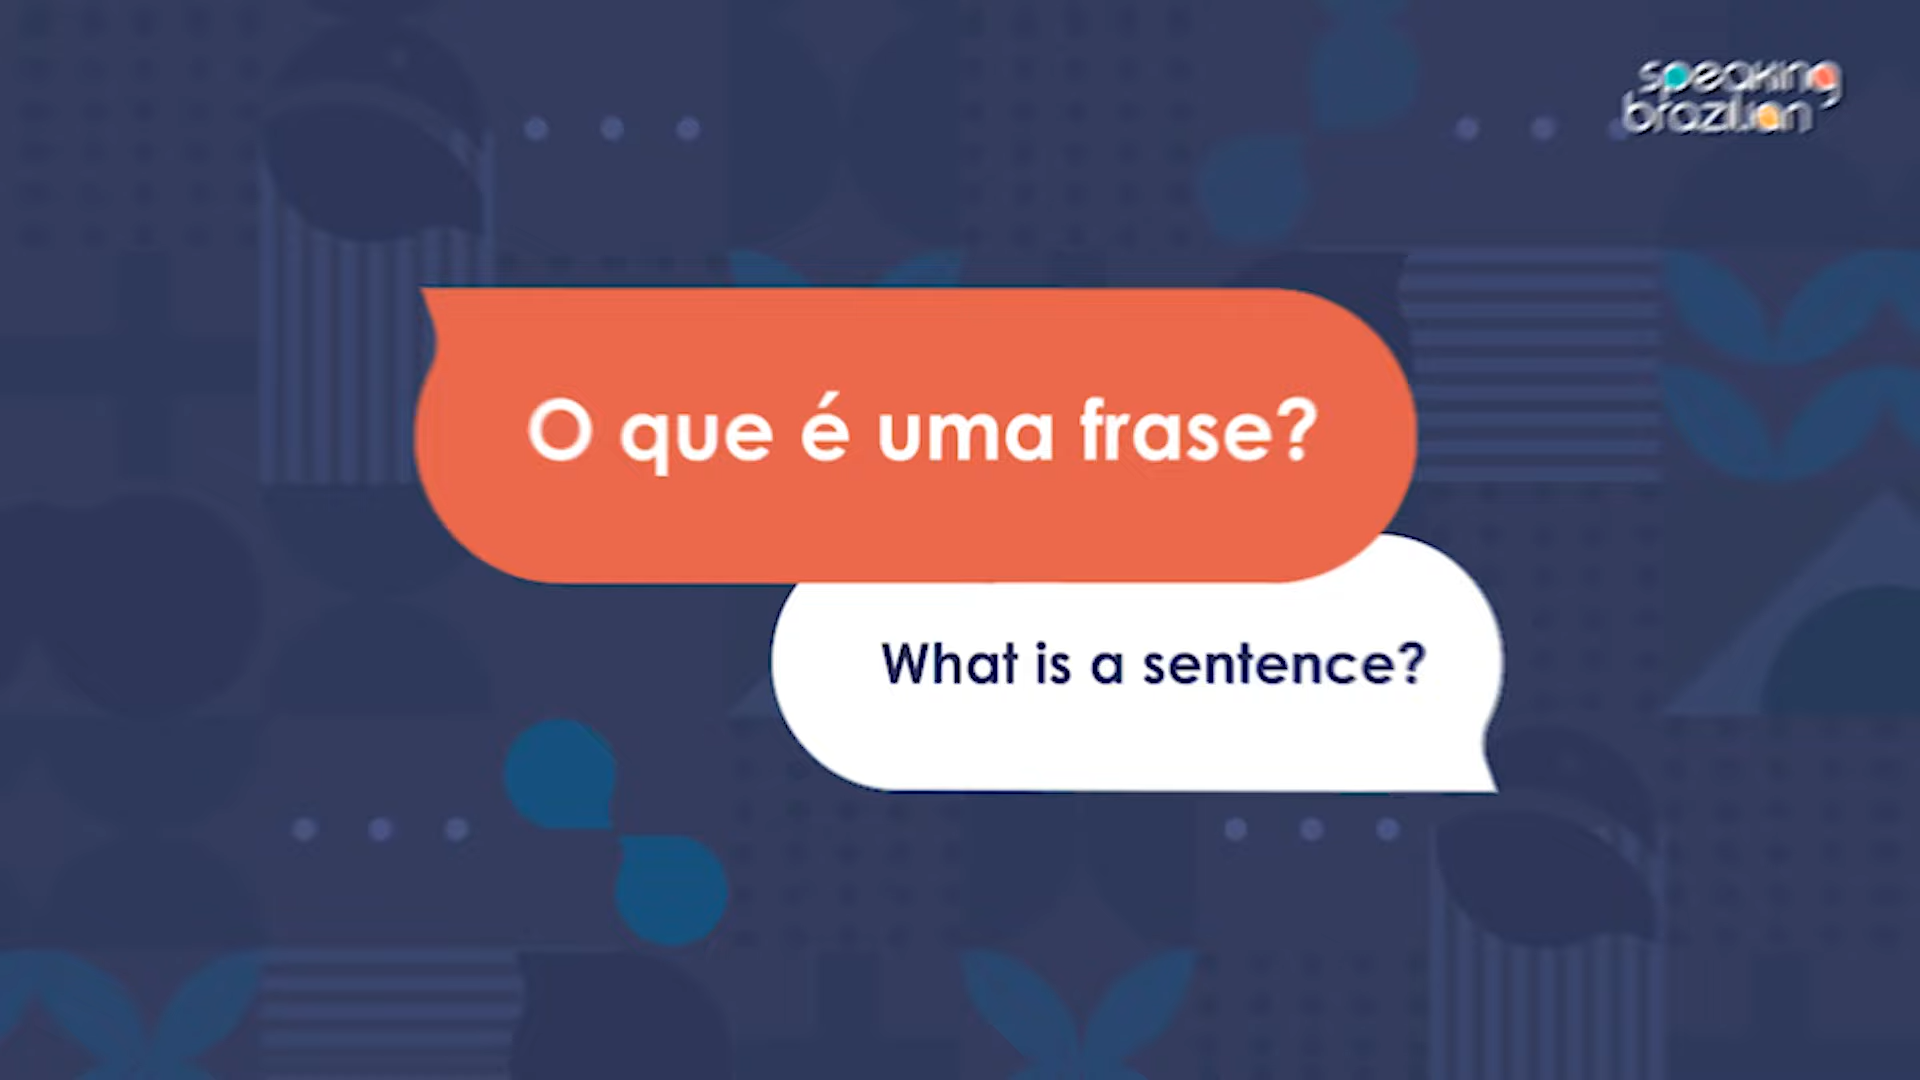 speaking
brazilian
O que é uma frase?
What is a sentence?